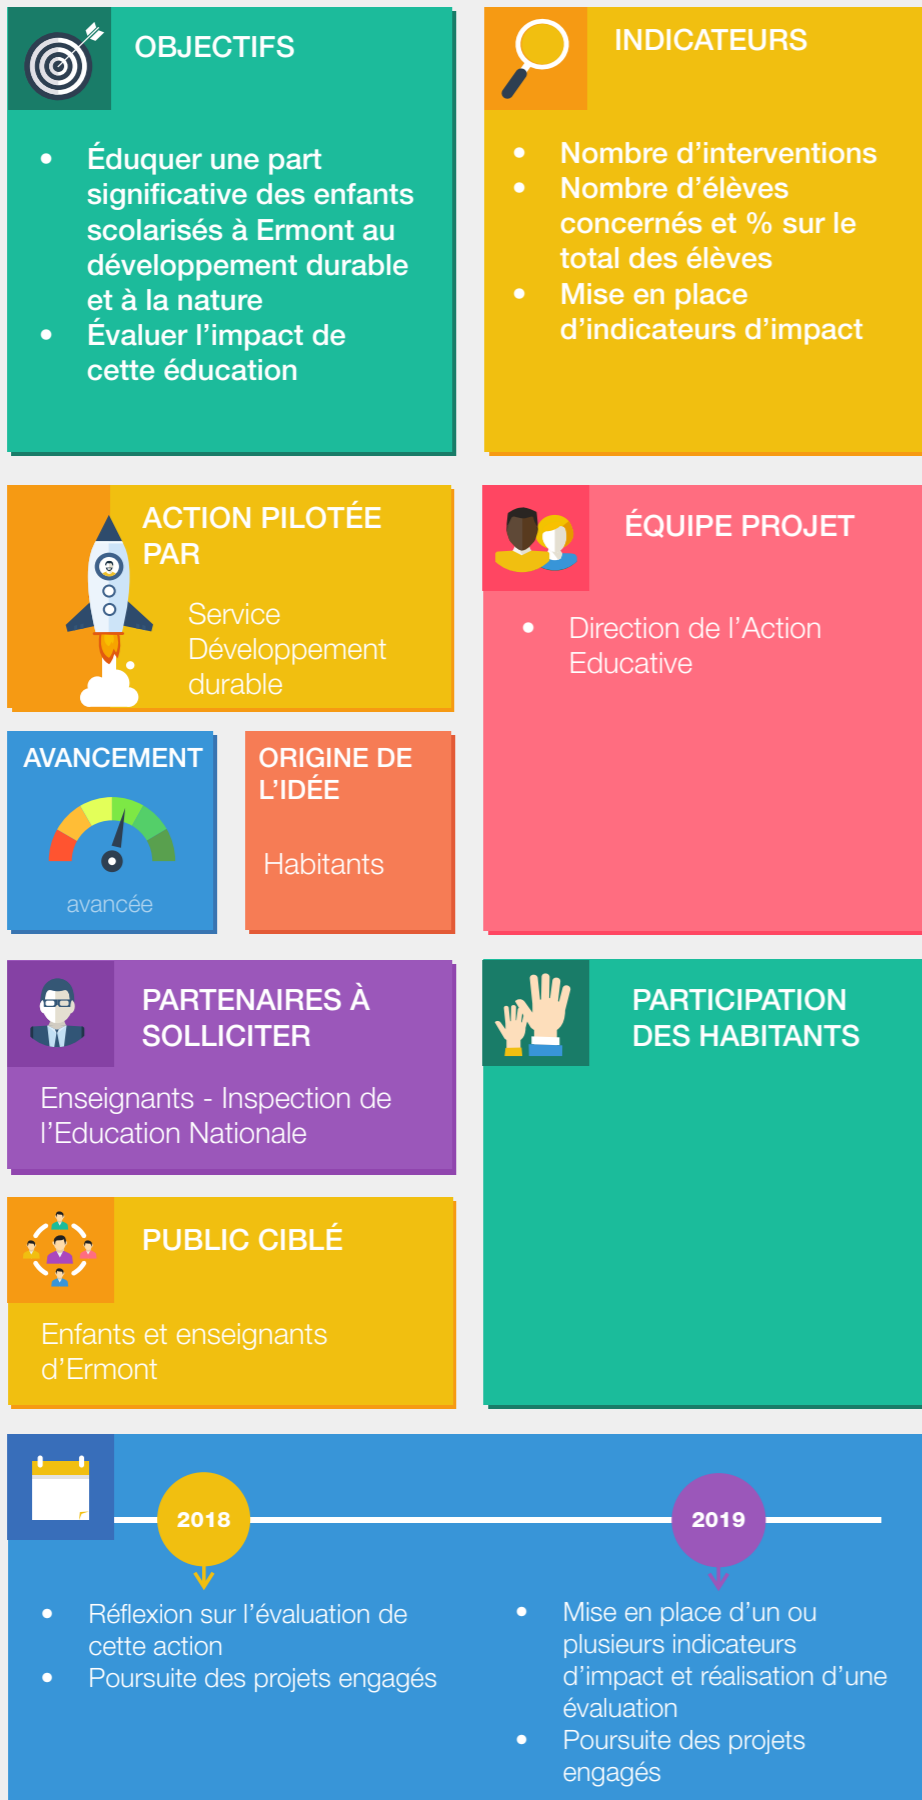 OBJECTIFS
• Éduquer une part
significative des enfants
scolarisés à Ermont au
développement durable
et à la nature
• Évaluer l’impact de
cette éducation
INDICATEURS
• Nombre d’interventions
• Nombre d’élèves
concernés et % sur le
total des élèves
• Mise en place
d’indicateurs d’impact
ACTION PILOTÉE
PAR
Service
Développement
durable
ÉQUIPE PROJET
• Direction de l’Action
Educative
AVANCEMENT
avancée
ORIGINE DE
L’IDÉE
Habitants
PARTENAIRES À
SOLLICITER
Enseignants - Inspection de
l’Education Nationale
PARTICIPATION
DES HABITANTS
PUBLIC CIBLÉ
Enfants et enseignants
d’Ermont
2018
• Réflexion sur l’évaluation de
cette action
• Poursuite des projets engagés
2019
• Mise en place d’un ou
plusieurs indicateurs
d’impact et réalisation d’une
évaluation
• Poursuite des projets
engagés